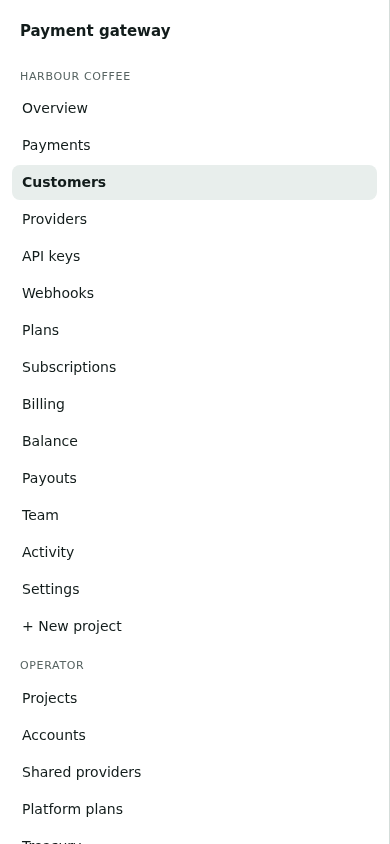 Payment gateway
HARBOUR COFFEE
Overview
Payments
Customers
Providers
API keys
Webhooks
Plans
Subscriptions
Billing
Balance
Payouts
Team
Activity
Settings
+ New project
OPERATOR
Projects
Accounts
Shared providers
Platform plans
Treasury